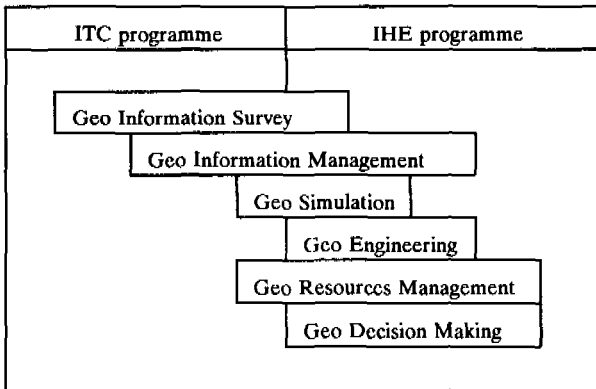 ITC programme IHE programme
Geo Information Survey
Geo Information Management
Geo Simulation
Geo Engineering
Geo Resources Management
Geo Decision Making